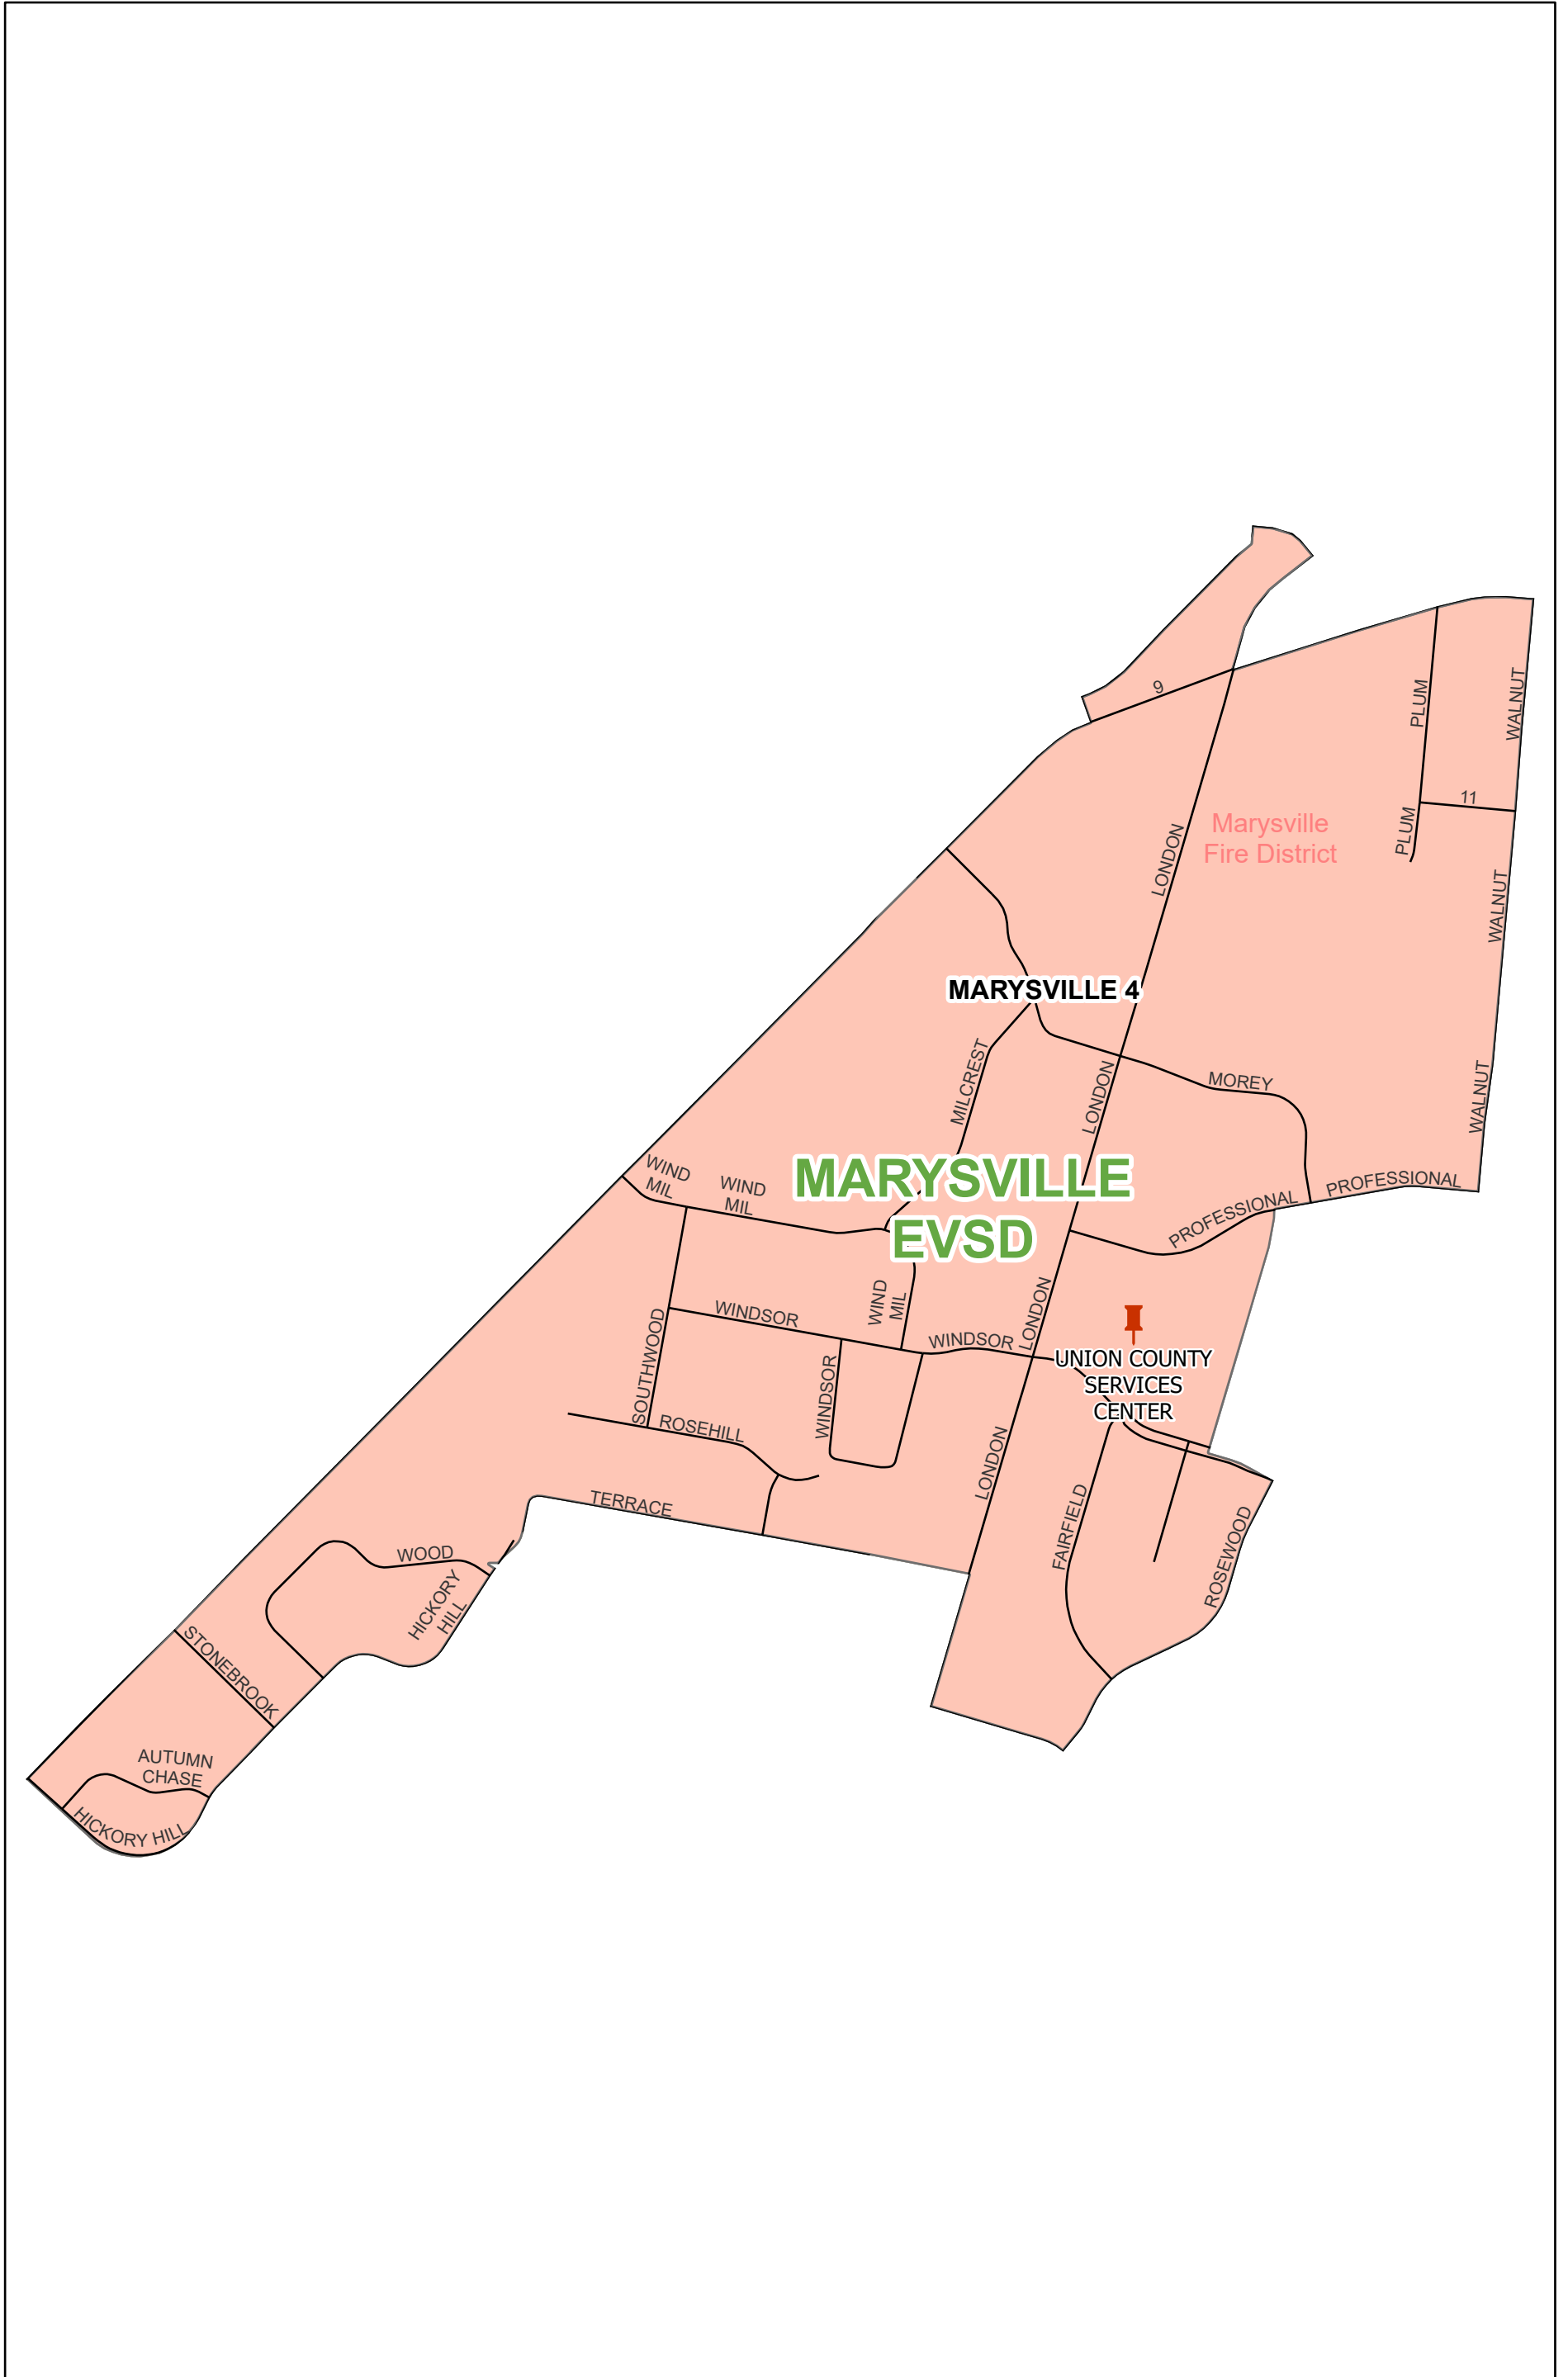 9
PLUM
WALNUT
11
Marysville
Fire District
PLUM
LONDON
WALNUT
MARYSVILLE 4
MILCREST
LONDON
MOREY
WALNUT
WIND
MIL
WIND
MIL
MARYSVILLE
EVSD
PROFESSIONAL
PROFESSIONAL
WIND
MIL
LONDON
WINDSOR
WINDSOR
SOUTHWOOD
WINDSOR
UNION COUNTY
SERVICES
CENTER
ROSEHILL
LONDON
TERRACE
FAIRFIELD
ROSEWOOD
WOOD
HICKORY
HILL
STONEBROOK
AUTUMN
CHASE
HICKORY HILL